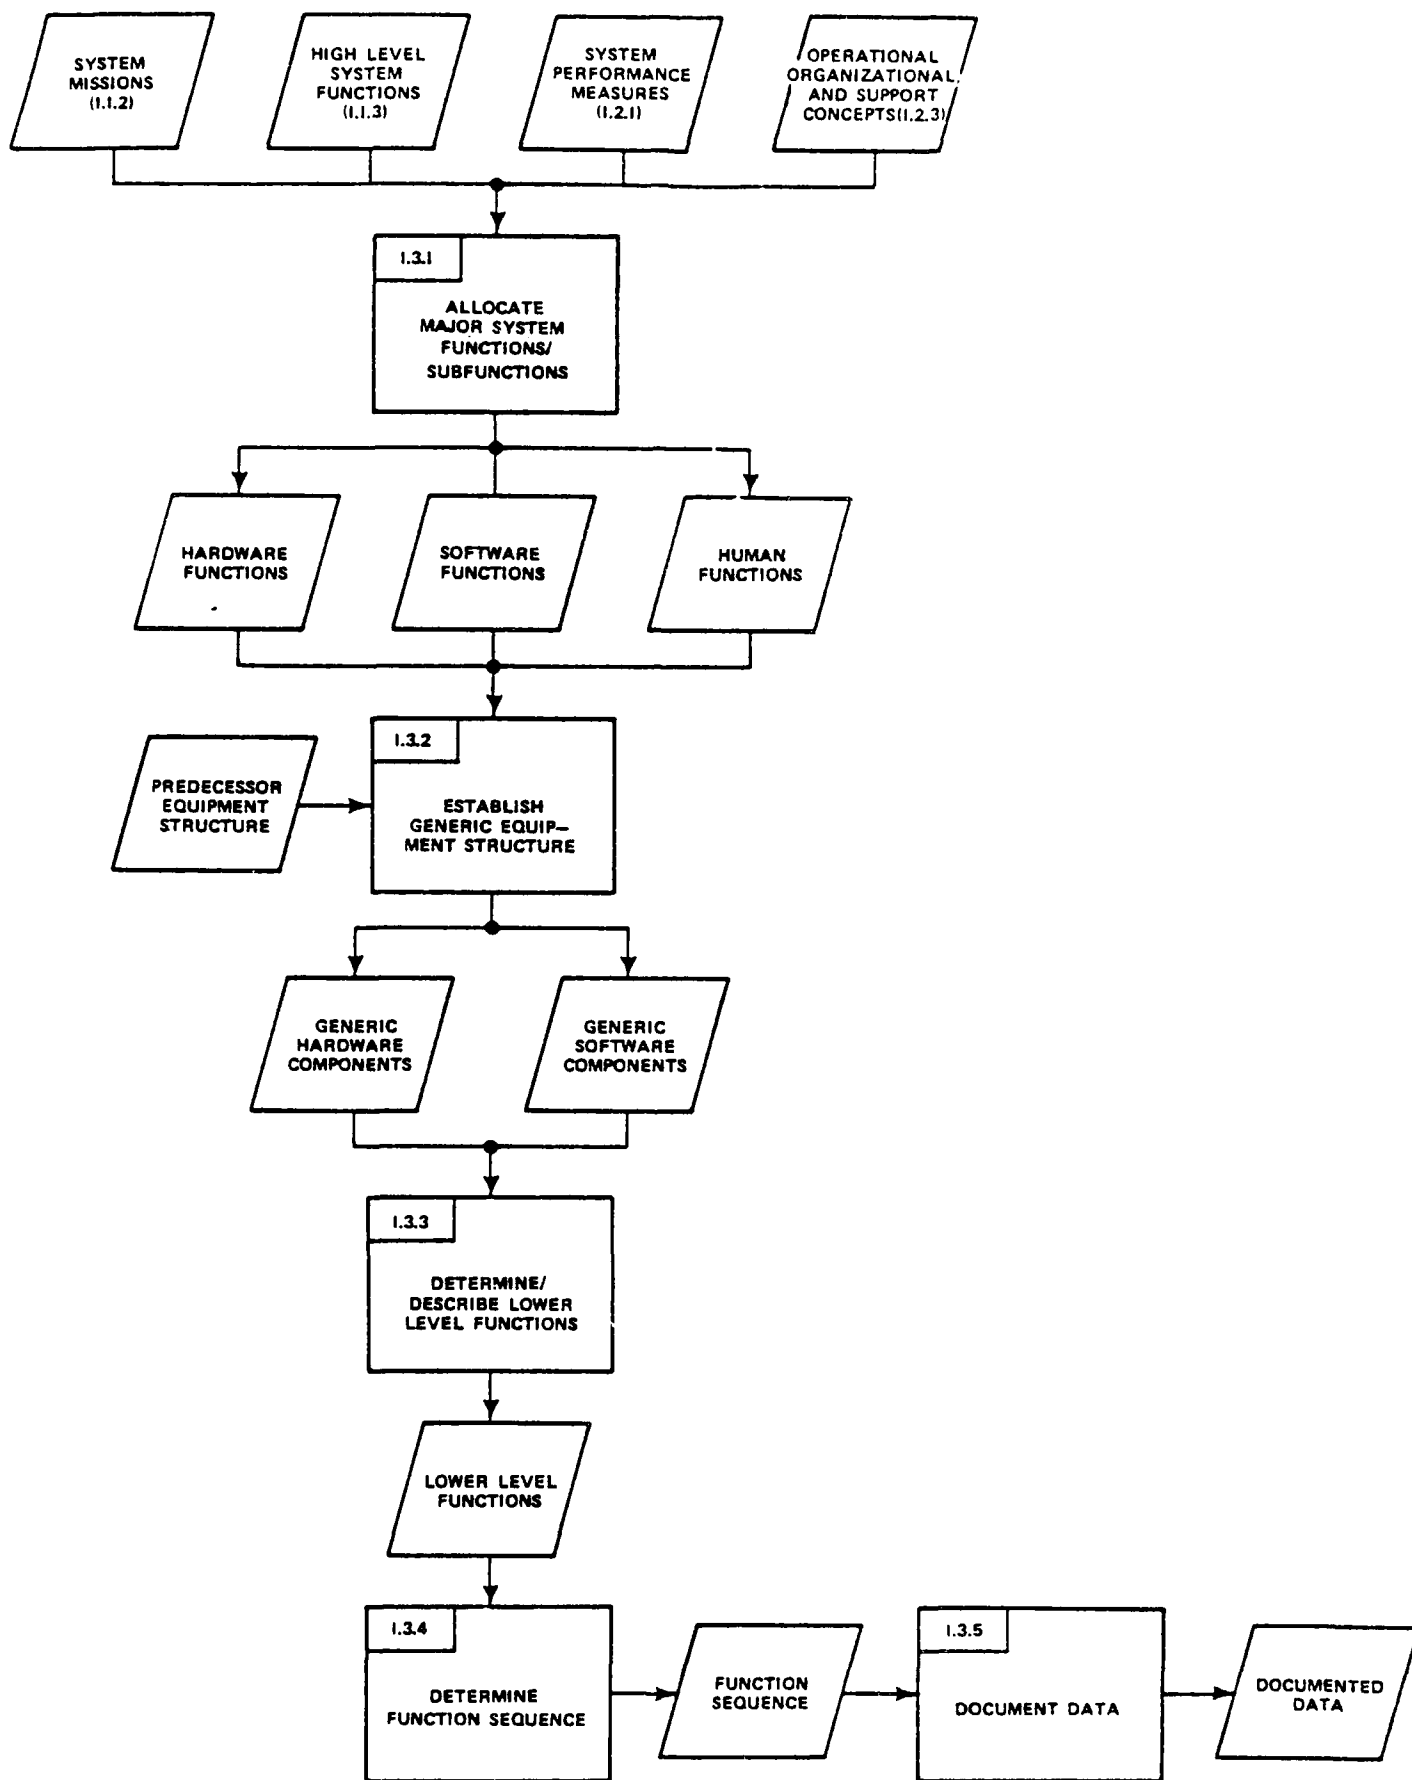 SYSTEM
MISSIONS
(1.1.2)
HIGH LEVEL
SYSTEM
FUNCTIONS
(1.1.3)
SYSTEM
PERFORMANCE
MEASURES
(1.2.1)
OPERATIONAL
ORGANIZATIONAL,
AND SUPPORT
CONCEPTS(1.2.3)
1.3.1
ALLOCATE
MAJOR SYSTEM
FUNCTIONS/
SUBFUNCTIONS
HARDWARE
FUNCTIONS
SOFTWARE
FUNCTIONS
HUMAN
FUNCTIONS
PREDECESSOR
EQUIPMENT
STRUCTURE
1.3.2
ESTABLISH
GENERIC EQUIP-
MENT STRUCTURE
GENERIC
HARDWARE
COMPONENTS
GENERIC
SOFTWARE
COMPONENTS
1.3.3
DETERMINE/
DESCRIBE LOWER
LEVEL FUNCTIONS
LOWER LEVEL
FUNCTIONS
1.3.4
DETERMINE
FUNCTION SEQUENCE
FUNCTION
SEQUENCE
1.3.5
DOCUMENT DATA
DOCUMENTED
DATA